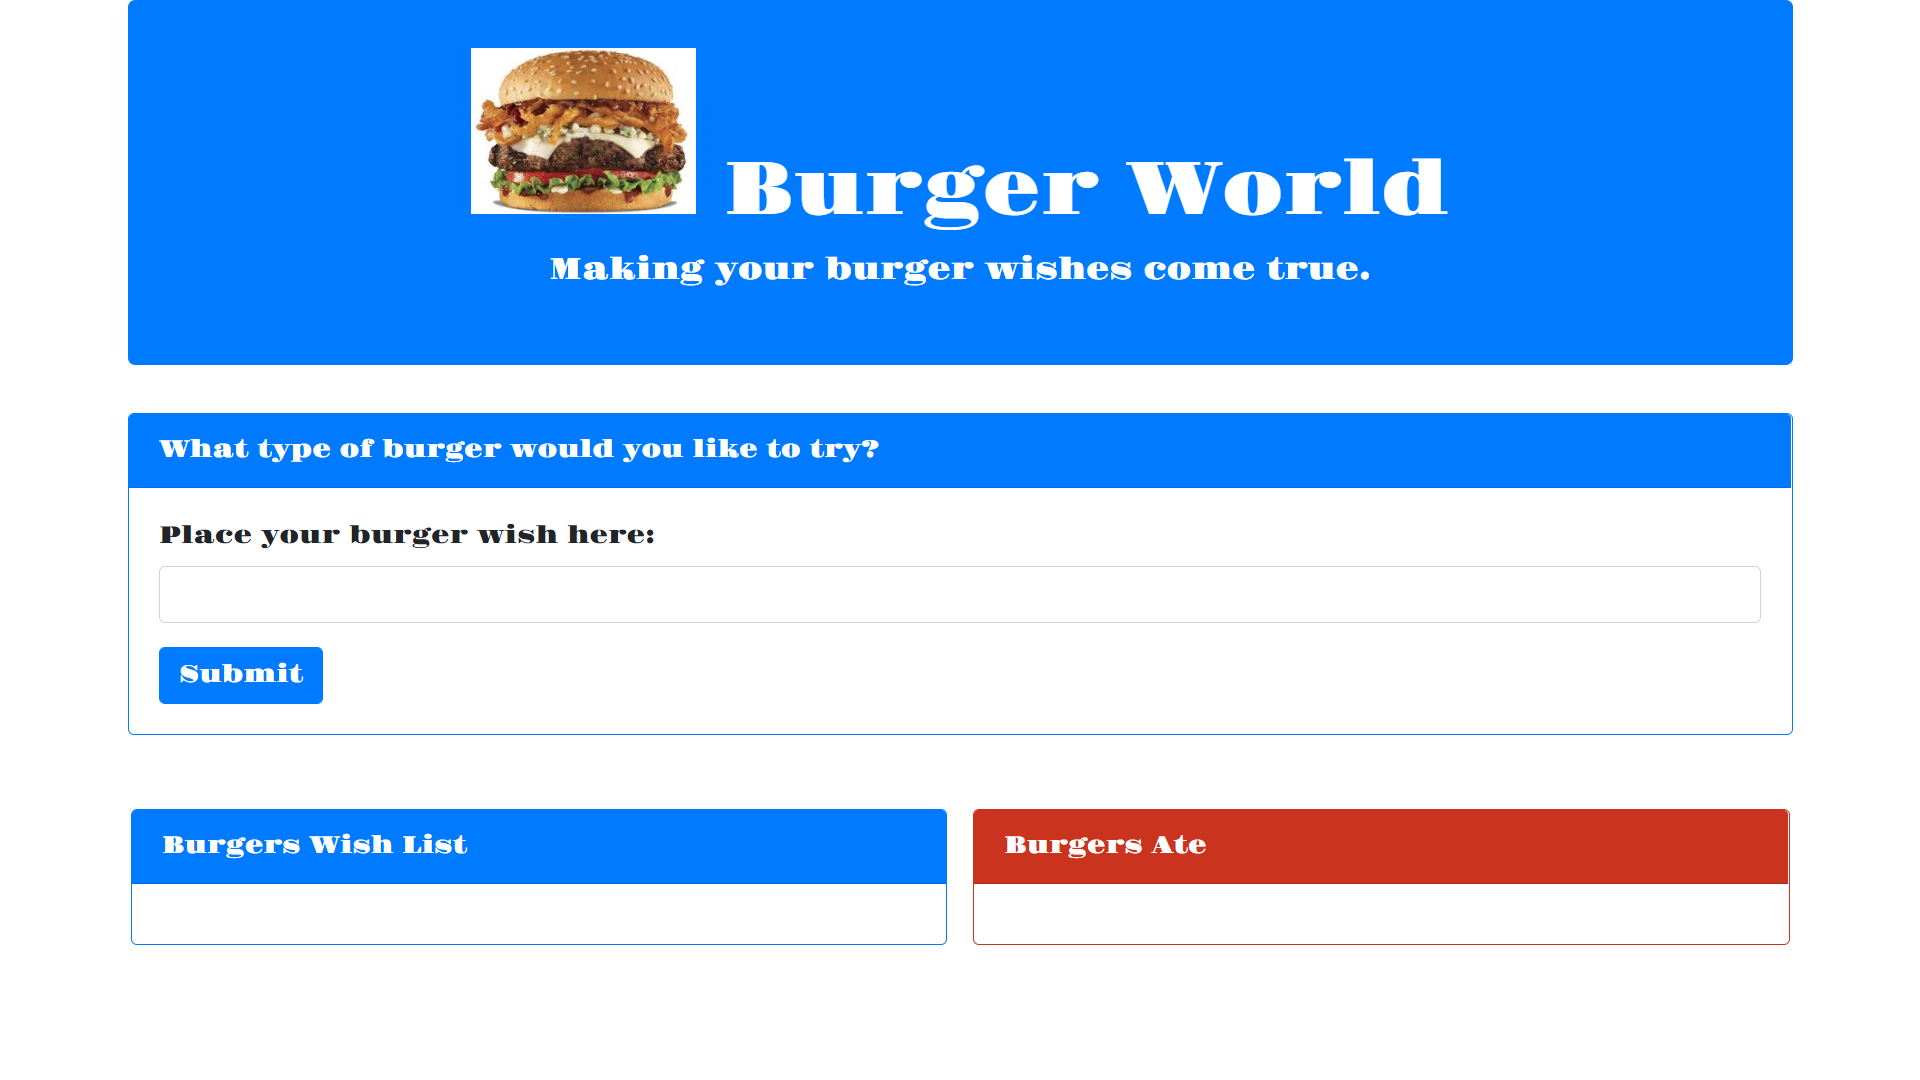 Burger World
Making your burger wishes come true.
What type of burger would you like to try?
Place your burger wish here:
Submit
Burgers Wish List
Burgers Ate